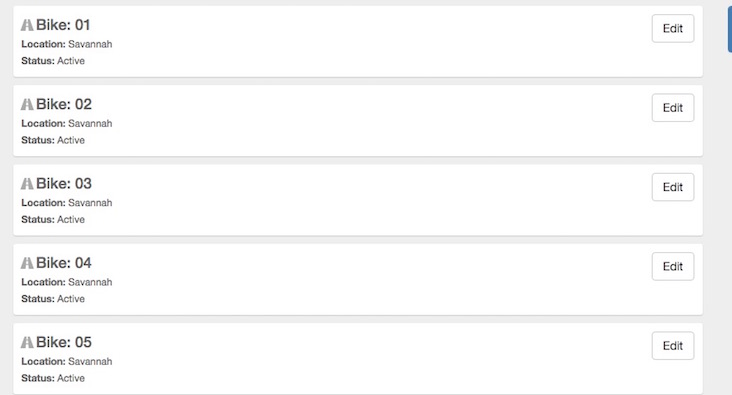 Bike: 01
Edit
Location: Savannah
Status: Active
Bike: 02
Edit
Location: Savannah
Status: Active
Bike: 03
Edit
Location: Savannah
Status: Active
Bike: 04
Edit
Location: Savannah
Status: Active
Bike: 05
Edit
Location: Savannah
Status: Active